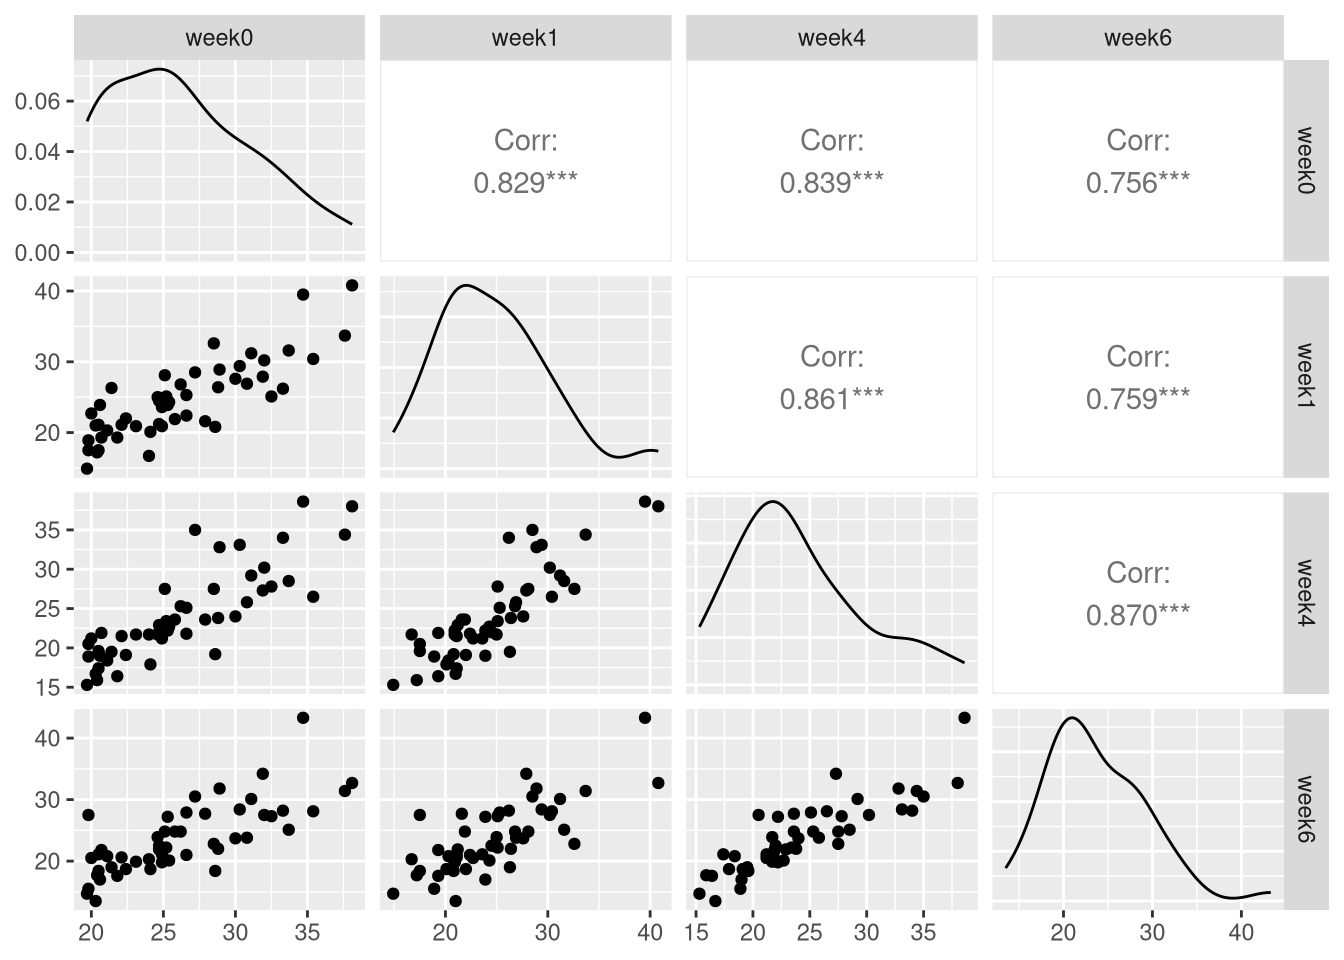 week0 week1 week4 week6
0.06
0.04
0.02
0.00
Corr:
0.829***
Corr:
0.839***
Corr:
0.756***
week0
40
30
20
Corr:
0.861***
Corr:
0.759***
week1
35
30
25
20
15
Corr:
0.870***
week4
40
30
20
week6
20 25 30 35
20 30 40
15 20 25 30 35
20 30 40